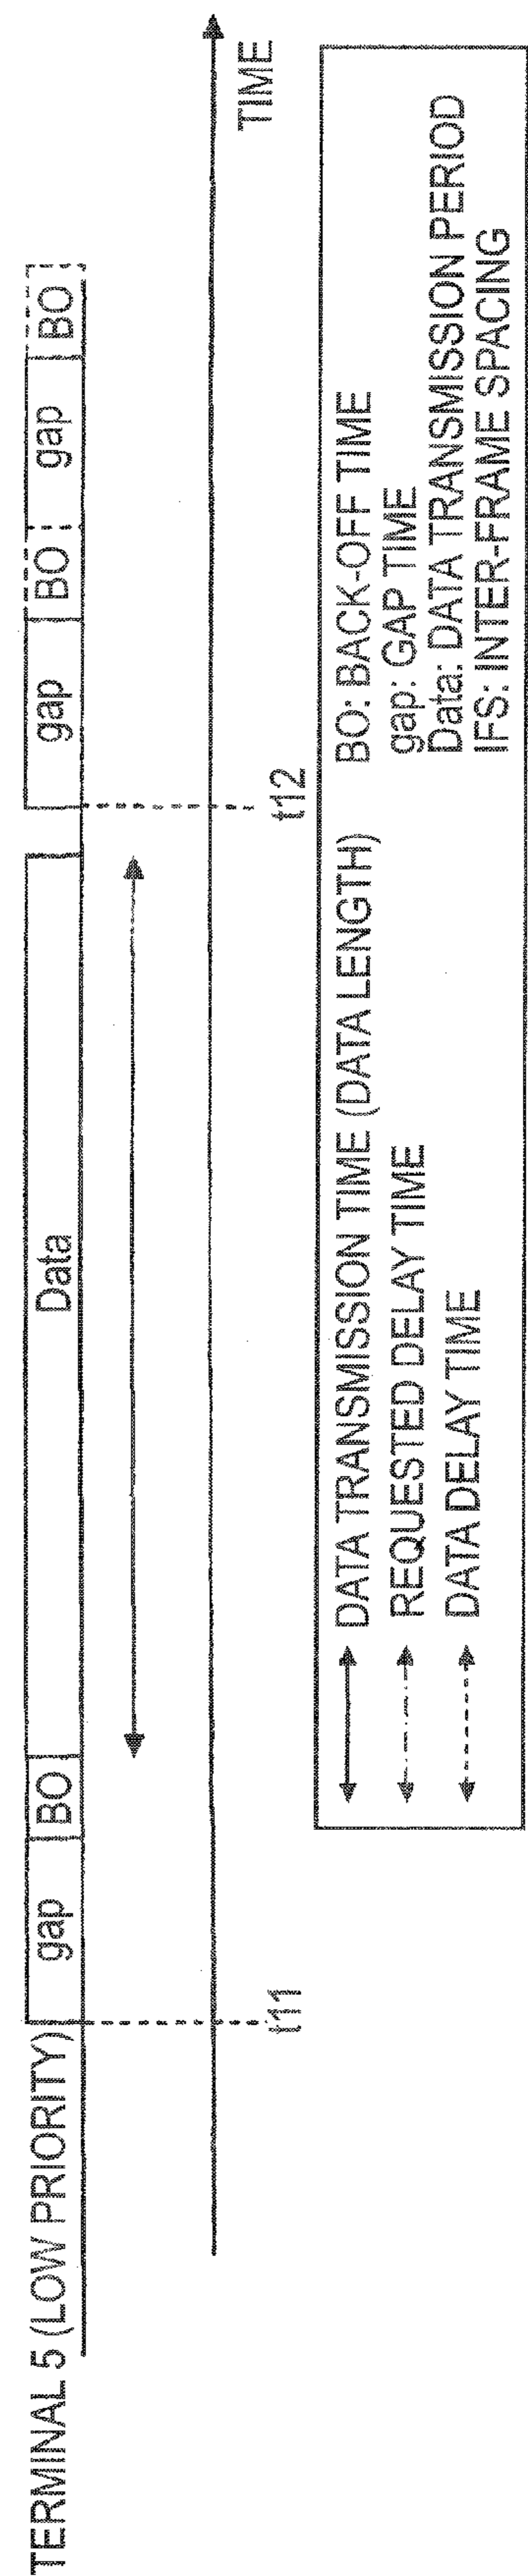 TERMINAL 5 (LOW PRIORITY)
gap BO Data gap BO gap BO
t11 t12 TIME
DATA TRANSMISSION TIME (DATA LENGTH)
REQUESTED DELAY TIME
DATA DELAY TIME
BO: BACK-OFF TIME
gap: GAP TIME
Data: DATA TRANSMISSION PERIOD
IFS: INTER-FRAME SPACING